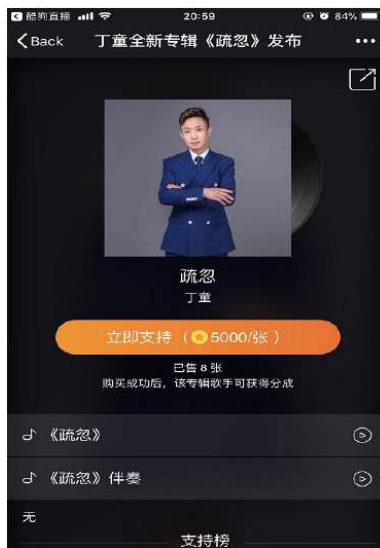 酷狗直播
20:59
84%
Back
丁童全新专辑《疏忽》发布
疏忽
丁童
立即支持（5000/张）
已售 8 张
购买成功后，该专辑歌手可获得分成
《疏忽》
《疏忽》伴奏
无
支持榜